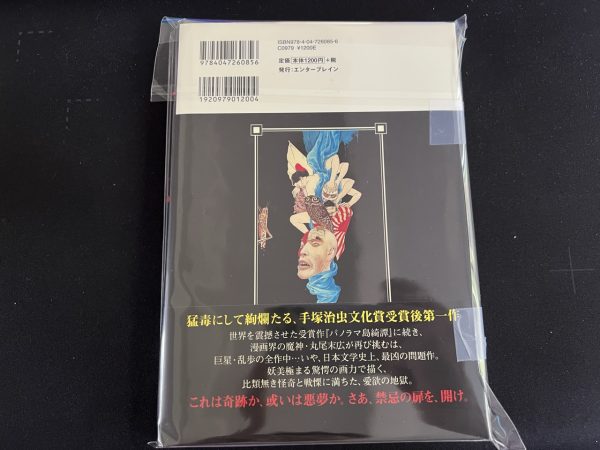 ISBN978-4-04-726085-6
C0979 ¥1200E
定価 本体1200円 +税
発行:エンターブレイン
9784047260856
1920979012004
猛毒にして絢爛たる、手塚治虫文化賞受賞後第一作
世界を震撼させた受賞作『パノラマ島綺譚』に続き、
漫画界の魔神・丸尾末広が再び挑むは、
巨星・乱歩の全作中…いや、日本文学史上、最凶の問題作。
妖美極まる驚愕の画力で描く、
比類無き怪奇と戦慄に満ちた、愛欲の地獄。
これは奇跡か、或いは悪夢か。さあ、禁忌の扉を、開け。